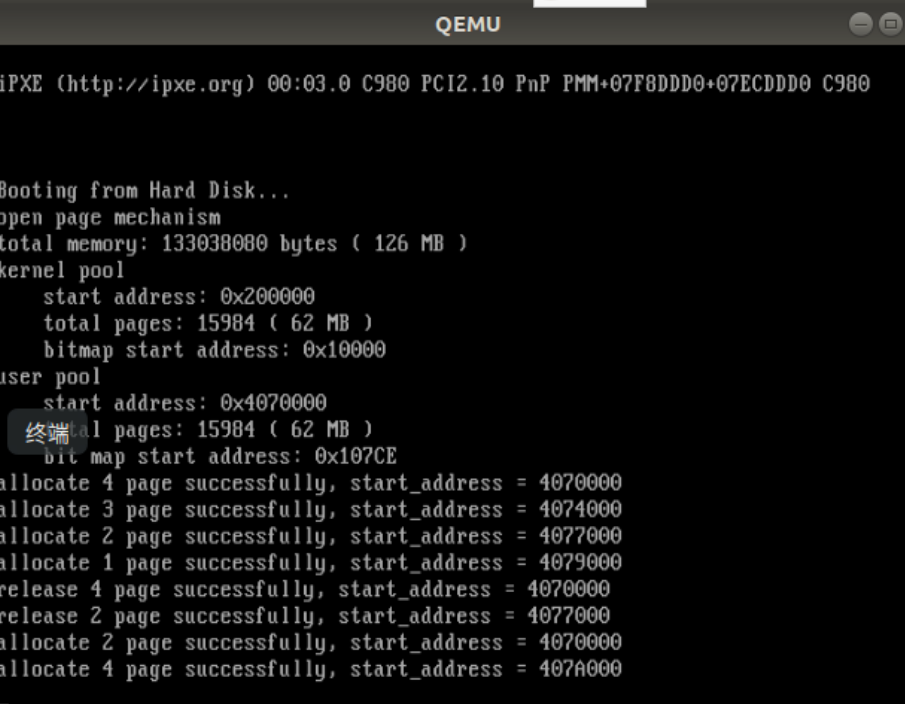 QEMU
iPXE (http://ipxe.org) 00:03.0 C980 PCI2.10 PnP PMM+07F8DDD0+07ECDDD0 C980
Booting from Hard Disk...
open page mechanism
total memory: 133038080 bytes ( 126 MB )
kernel pool
start address: 0x200000
total pages: 15984 ( 62 MB )
bitmap start address: 0x10000
user pool
start address: 0x4070000
终端
pages: 15984 ( 62 MB )
bit map start address: 0x107CE
allocate 4 page successfully, start_address = 4070000
allocate 3 page successfully, start_address = 4074000
allocate 2 page successfully, start_address = 4077000
allocate 1 page successfully, start_address = 4079000
release 4 page successfully, start_address = 4070000
release 2 page successfully, start_address = 4077000
allocate 2 page successfully, start_address = 4070000
allocate 4 page successfully, start_address = 407A000